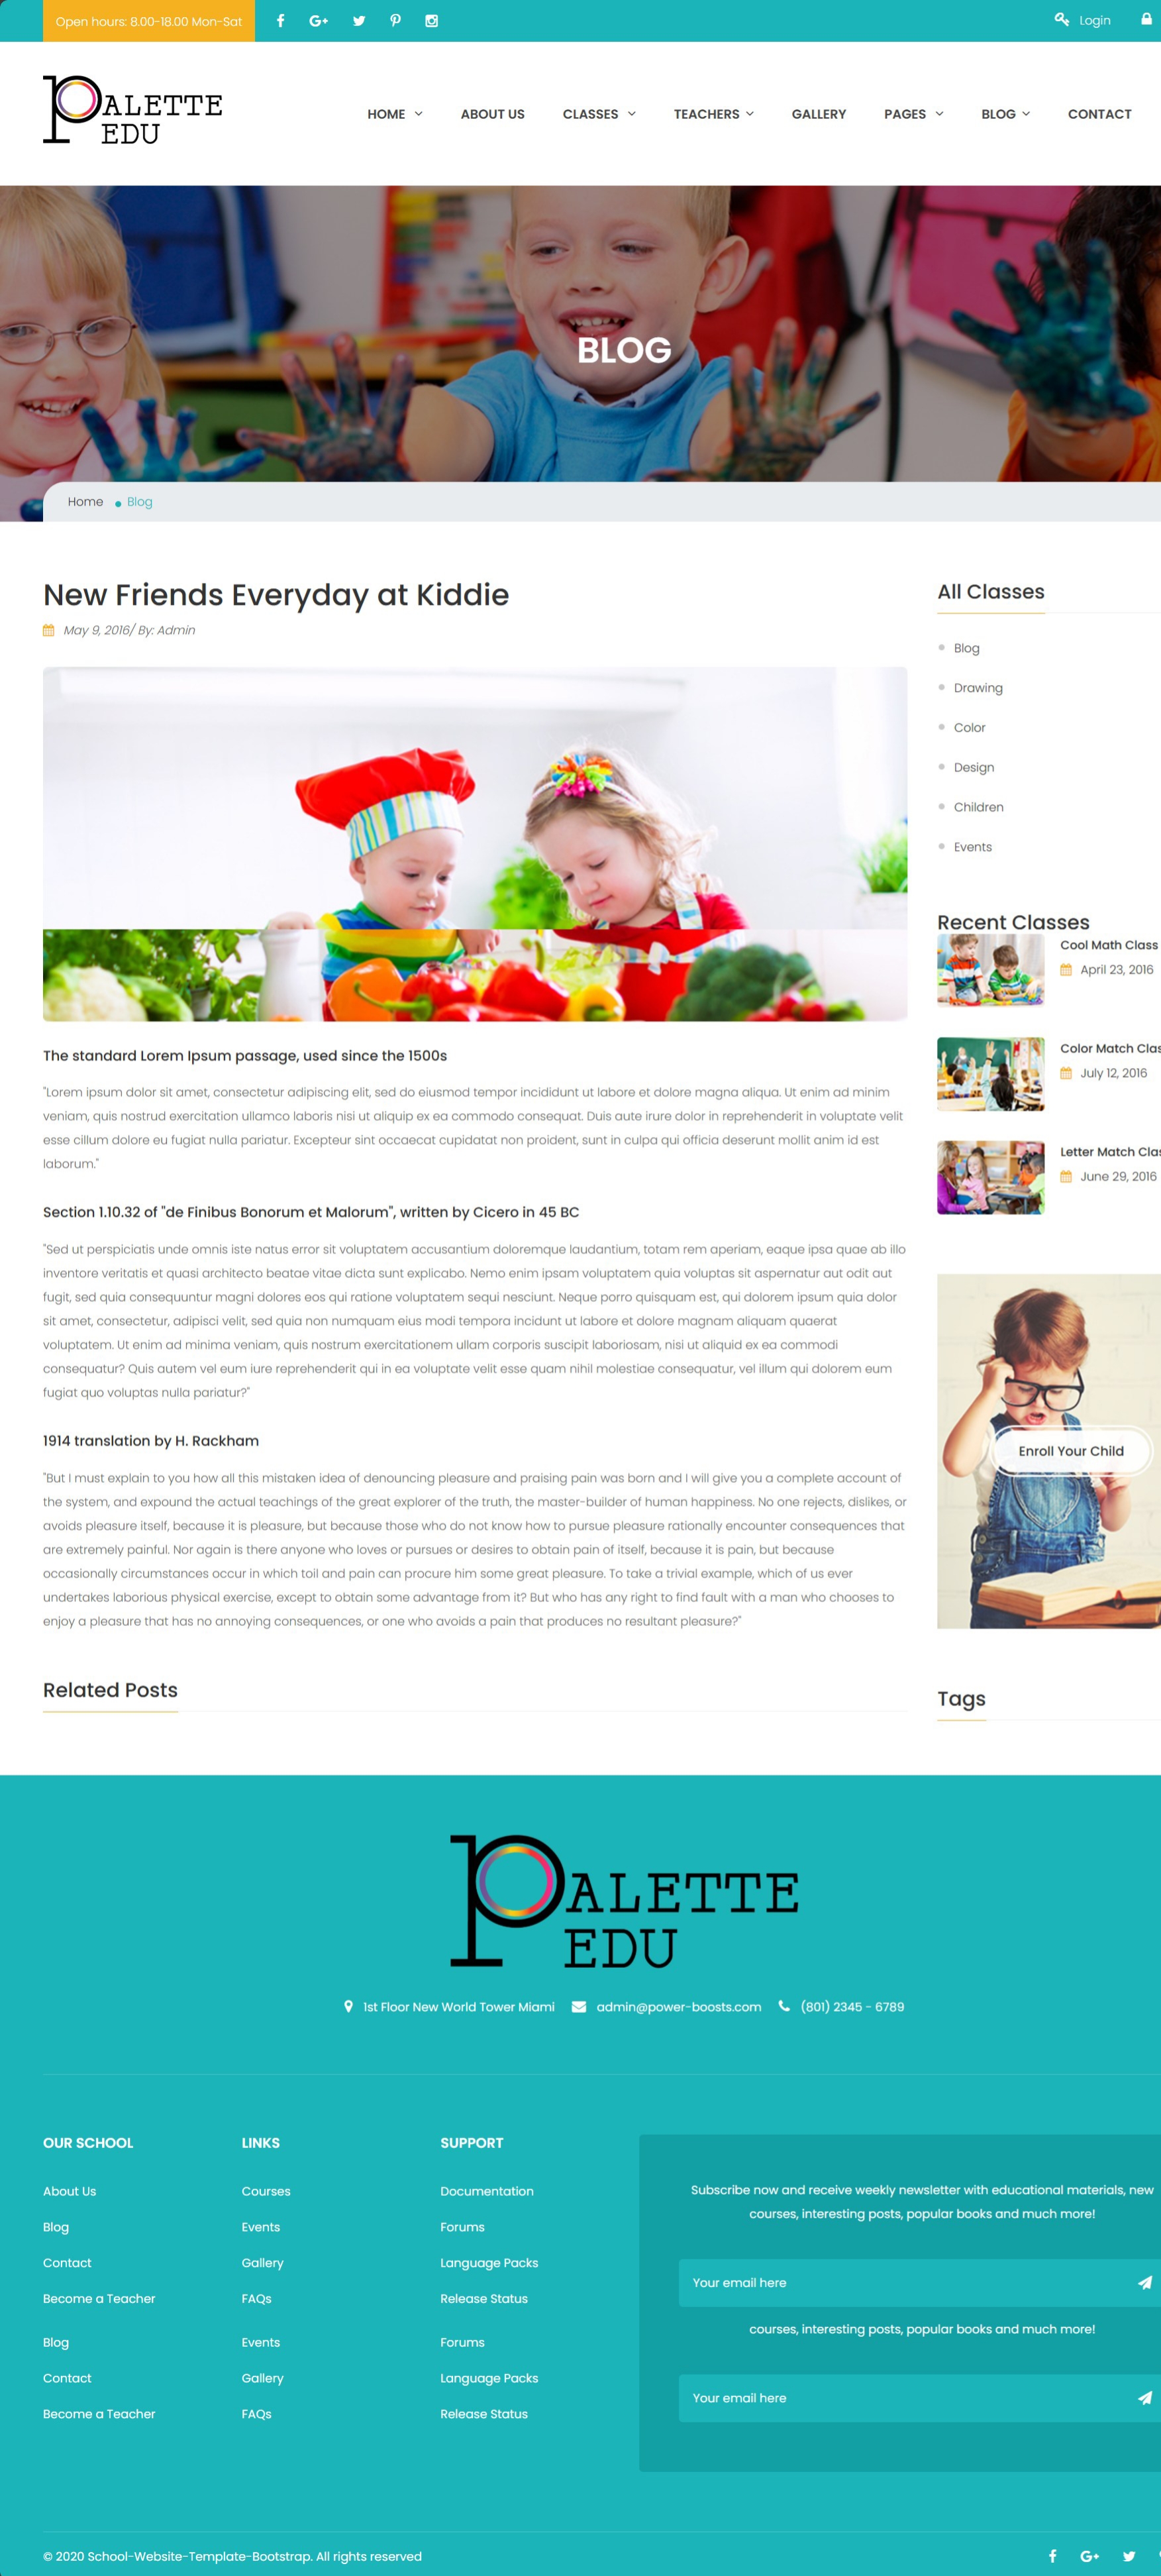 Open hours: 8.00-18.00 Mon-Sat
Login
PALETTE
EDU
HOME ABOUT US CLASSES TEACHERS GALLERY PAGES BLOG CONTACT
BLOG
Home Blog
New Friends Everyday at Kiddie
May 9, 2016/ By: Admin
The standard Lorem Ipsum passage, used since the 1500s
"Lorem ipsum dolor sit amet, consectetur adipiscing elit, sed do eiusmod tempor incididunt ut labore et dolore magna aliqua. Ut enim ad minim
veniam, quis nostrud exercitation ullamco laboris nisi ut aliquip ex ea commodo consequat. Duis aute irure dolor in reprehenderit in voluptate velit
esse cillum dolore eu fugiat nulla pariatur. Excepteur sint occaecat cupidatat non proident, sunt in culpa qui officia deserunt mollit anim id est
laborum."
Section 1.10.32 of "de Finibus Bonorum et Malorum", written by Cicero in 45 BC
"Sed ut perspiciatis unde omnis iste natus error sit voluptatem accusantium doloremque laudantium, totam rem aperiam, eaque ipsa quae ab illo
inventore veritatis et quasi architecto beatae vitae dicta sunt explicabo. Nemo enim ipsam voluptatem quia voluptas sit aspernatur aut odit aut
fugit, sed quia consequuntur magni dolores eos qui ratione voluptatem sequi nesciunt. Neque porro quisquam est, qui dolorem ipsum quia dolor
sit amet, consectetur, adipisci velit, sed quia non numquam eius modi tempora incidunt ut labore et dolore magnam aliquam quaerat
voluptatem. Ut enim ad minima veniam, quis nostrum exercitationem ullam corporis suscipit laboriosam, nisi ut aliquid ex ea commodi
consequatur? Quis autem vel eum iure reprehenderit qui in ea voluptate velit esse quam nihil molestiae consequatur, vel illum qui dolorem eum
fugiat quo voluptas nulla pariatur?"
1914 translation by H. Rackham
"But I must explain to you how all this mistaken idea of denouncing pleasure and praising pain was born and I will give you a complete account of
the system, and expound the actual teachings of the great explorer of the truth, the master-builder of human happiness. No one rejects, dislikes, or
avoids pleasure itself, because it is pleasure, but because those who do not know how to pursue pleasure rationally encounter consequences that
are extremely painful. Nor again is there anyone who loves or pursues or desires to obtain pain of itself, because it is pain, but because
occasionally circumstances occur in which toil and pain can procure him some great pleasure. To take a trivial example, which of us ever
undertakes laborious physical exercise, except to obtain some advantage from it? But who has any right to find fault with a man who chooses to
enjoy a pleasure that has no annoying consequences, or one who avoids a pain that produces no resultant pleasure?"
Related Posts
All Classes
Blog
Drawing
Color
Design
Children
Events
Recent Classes
Cool Math Class
April 23, 2016
Color Match Clas
July 12, 2016
Letter Match Clas
June 29, 2016
Enroll Your Child
Tags
PALETTE
EDU
1st Floor New World Tower Miami admin@power-boosts.com (801) 2345 - 6789
OUR SCHOOL
About Us
Blog
Contact
Become a Teacher
Blog
Contact
Become a Teacher
LINKS
Courses
Events
Gallery
FAQs
Events
Gallery
FAQs
SUPPORT
Documentation
Forums
Language Packs
Release Status
Forums
Language Packs
Release Status
Subscribe now and receive weekly newsletter with educational materials, new
courses, interesting posts, popular books and much more!
Your email here
courses, interesting posts, popular books and much more!
Your email here
© 2020 School-Website-Template-Bootstrap. All rights reserved